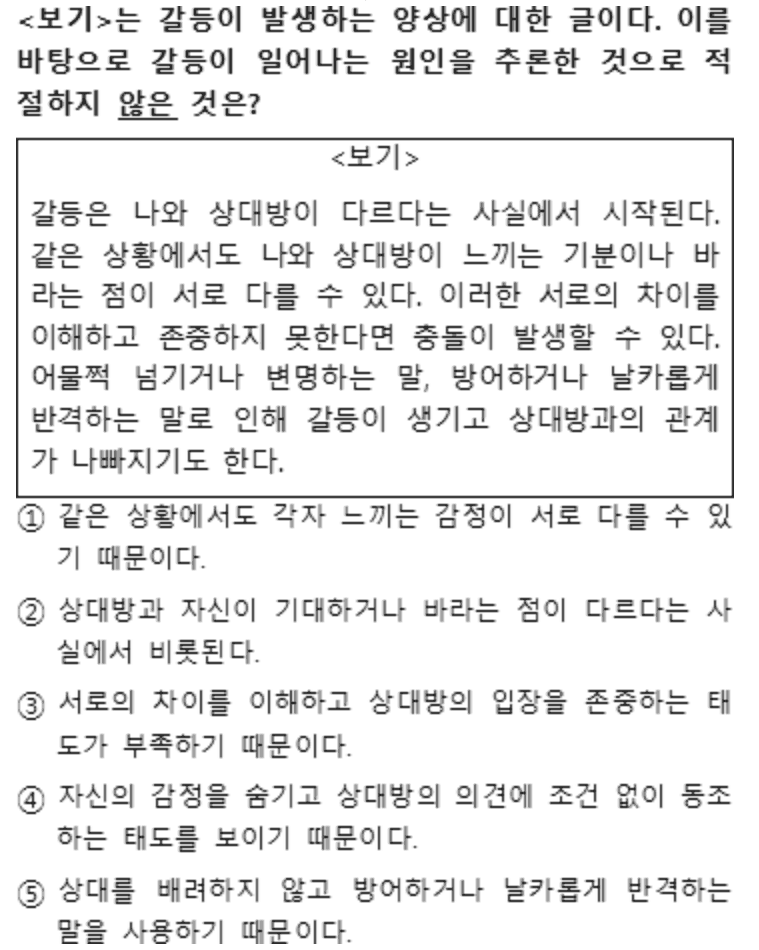 <보기>는 갈등이 발생하는 양상에 대한 글이다. 이를
바탕으로 갈등이 일어나는 원인을 추론한 것으로 적
절하지 않은 것은?
<보기>
갈등은 나와 상대방이 다르다는 사실에서 시작된다.
같은 상황에서도 나와 상대방이 느끼는 기분이나 바
라는 점이 서로 다를 수 있다. 이러한 서로의 차이를
이해하고 존중하지 못한다면 충돌이 발생할 수 있다.
어물쩍 넘기거나 변명하는 말, 방어하거나 날카롭게
반격하는 말로 인해 갈등이 생기고 상대방과의 관계
가 나빠지기도 한다.
① 같은 상황에서도 각자 느끼는 감정이 서로 다를 수 있
기 때문이다.
② 상대방과 자신이 기대하거나 바라는 점이 다르다는 사
실에서 비롯된다.
③ 서로의 차이를 이해하고 상대방의 입장을 존중하는 태
도가 부족하기 때문이다.
④ 자신의 감정을 숨기고 상대방의 의견에 조건 없이 동조
하는 태도를 보이기 때문이다.
⑤ 상대를 배려하지 않고 방어하거나 날카롭게 반격하는
말을 사용하기 때문이다.